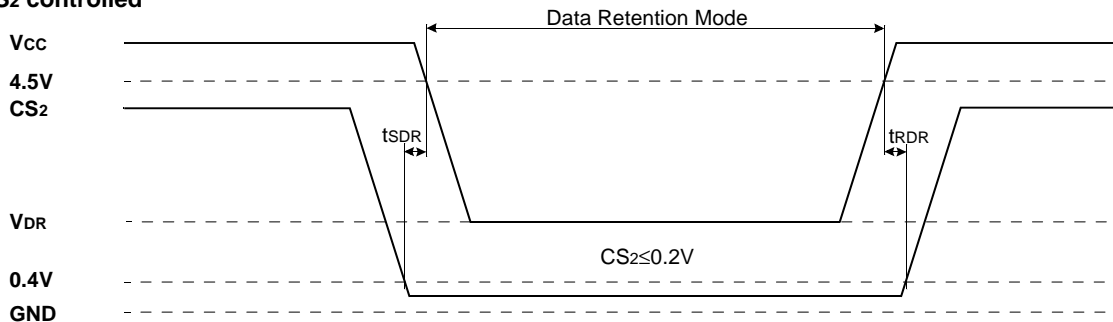 S2 controlled
Data Retention Mode
VCC
4.5V
CS2
tSDR
tRDR
VDR
CS2≤0.2V
0.4V
GND